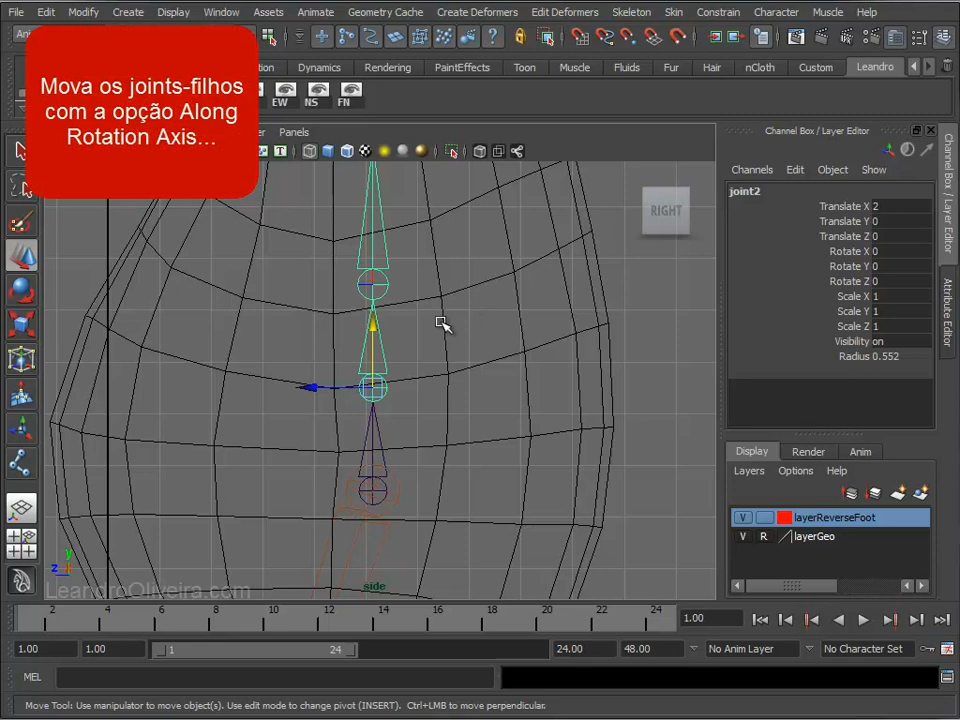 File Edit Modify Create Display Window Assets Animate Geometry Cache Create Deformers Edit Deformers Skeleton Skin Constrain Character Muscle Help
Mova os joints-filhos
com a opção Along
Rotation Axis...
Dynamics Rendering PaintEffects Toon Muscle Fluids Fur Hair nCloth Custom Leandro
EW NS FN
Panels
RIGHT
side
LeandroOliveira.com
Channel Box / Layer Editor
Channels Edit Object Show
joint2
Translate X 2
Translate Y 0
Translate Z 0
Rotate X 0
Rotate Y 0
Rotate Z 0
Scale X 1
Scale Y 1
Scale Z 1
Visibility on
Radius 0.552
Channel Box / Layer Editor
Attribute Editor
Display Render Anim
Layers Options Help
V layerReverseFoot
V R layerGeo
y
z x
2 4 6 8 10 12 14 16 18 20 22 24
1.00
1.00 1.00 1 24 24.00 48.00 No Anim Layer No Character Set
MEL
Move Tool: Use manipulator to move object(s). Use edit mode to change pivot (INSERT). Ctrl+LMB to move perpendicular.